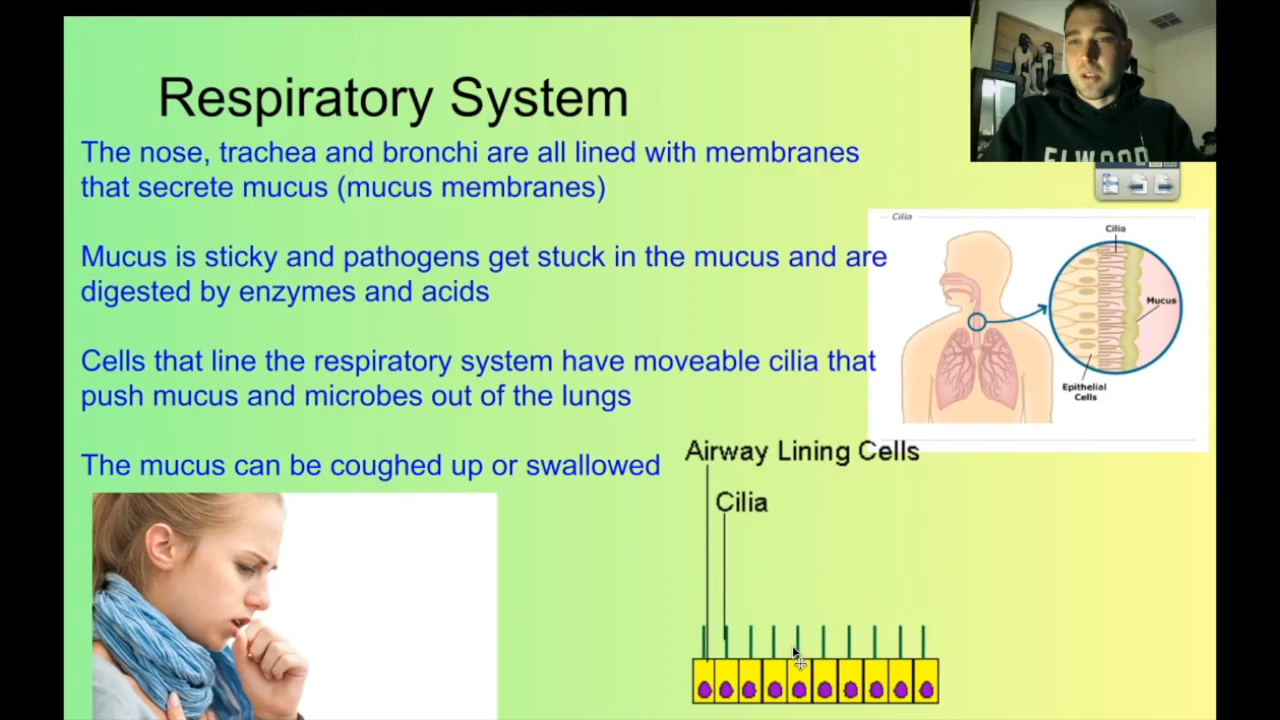 Respiratory System
The nose, trachea and bronchi are all lined with membranes
that secrete mucus (mucus membranes)
Mucus is sticky and pathogens get stuck in the mucus and are
digested by enzymes and acids
Cells that line the respiratory system have moveable cilia that
push mucus and microbes out of the lungs
The mucus can be coughed up or swallowed
ELWOOD
Cilia
Cilia
Mucus
Epithelial
Cells
Airway Lining Cells
Cilia